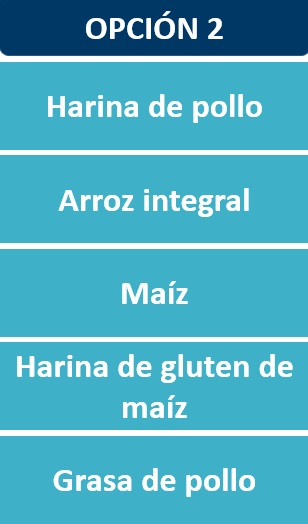 OPCIÓN 2
Harina de pollo
Arroz integral
Maíz
Harina de gluten de
maíz
Grasa de pollo